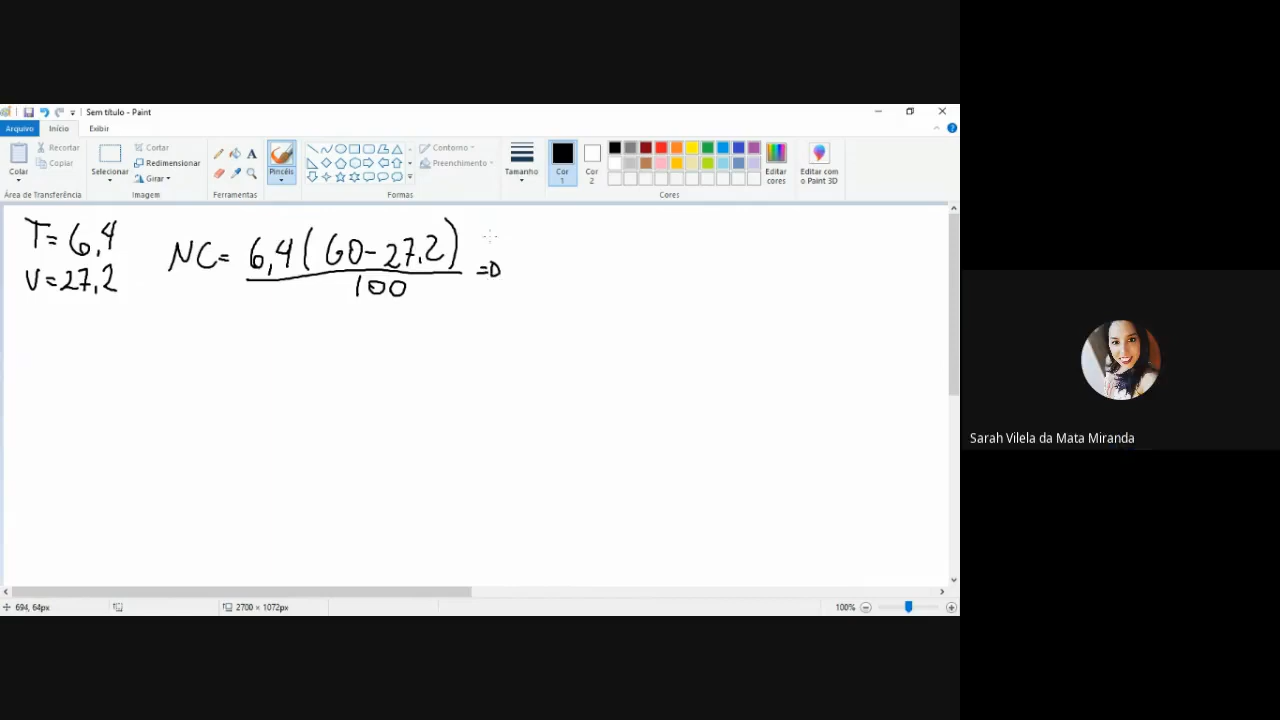 Sem título - Paint
Arquivo Início Exibir
Colar
Recortar
Copiar
Área de Transferência
Selecionar
Cortar
Redimensionar
Girar
Imagem
A
Ferramentas
Pincéis
Contorno
Preenchimento
Formas
Tamanho
Cor 1
Cor 2
Editar cores
Editar com o Paint 3D
Cores
T= 6,4
V= 27,2
NC= 6,4(60-27,2)
100
=D
Sarah Vilela da Mata Miranda
694, 64px
2700 × 1072px
100%